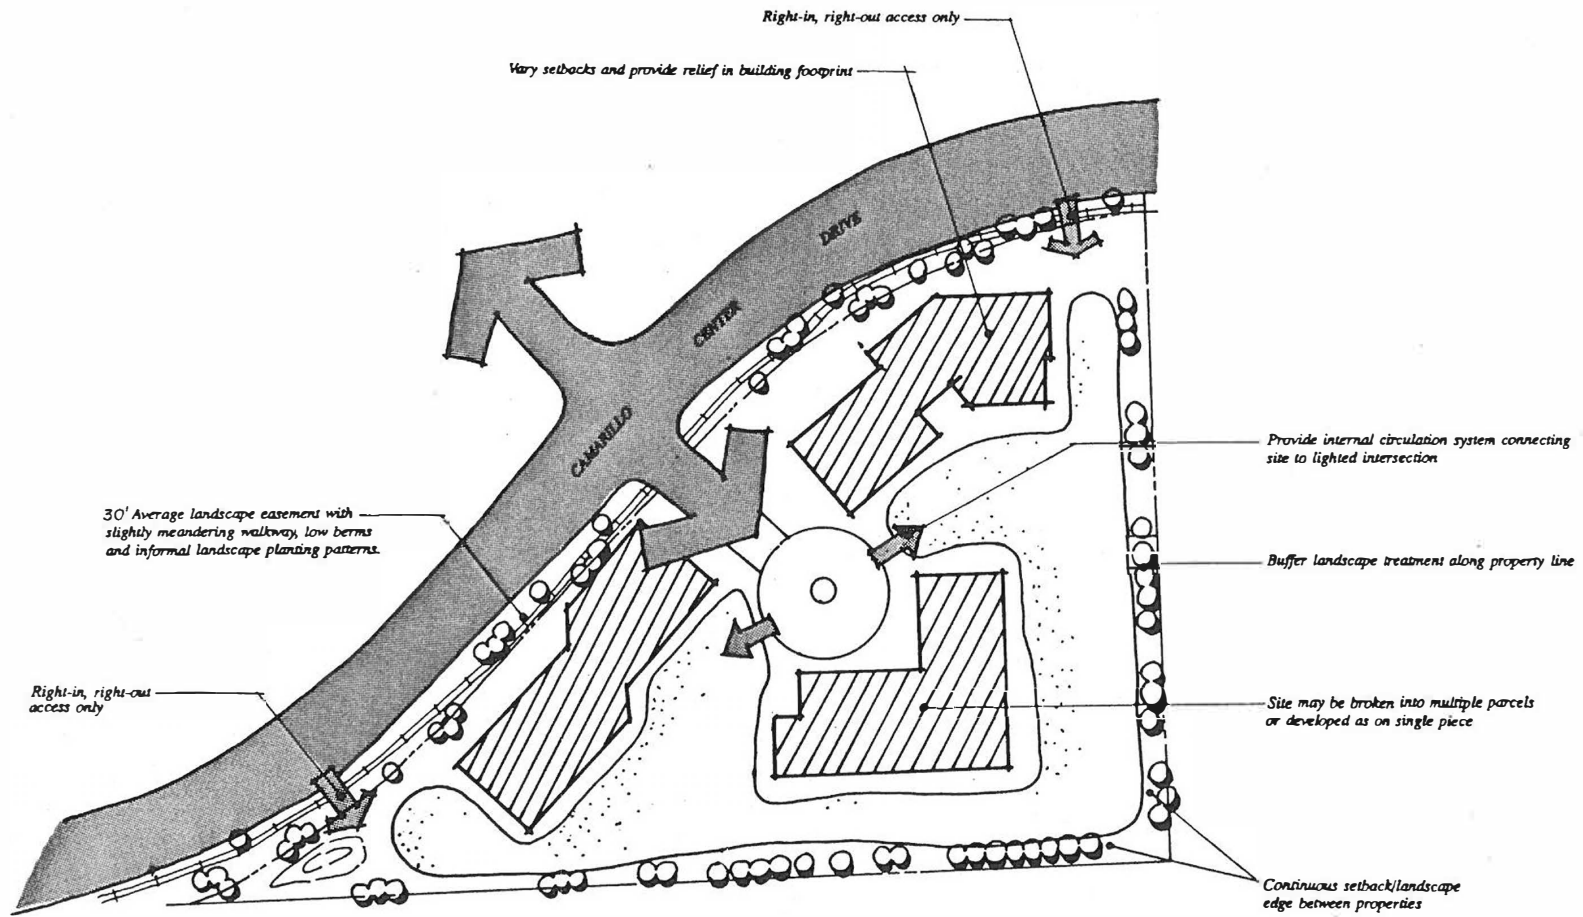 Right-in, right-out access only
Vary setbacks and provide relief in building footprint
DRIVE
CENTER
CAMARILLO
Provide internal circulation system connecting
site to lighted intersection
30' Average landscape easement with
slightly meandering walkway, low berms
and informal landscape planting patterns.
Buffer landscape treatment along property line
Right-in, right-out
access only
Site may be broken into multiple parcels
or developed as on single piece
Continuous setback/landscape
edge between properties